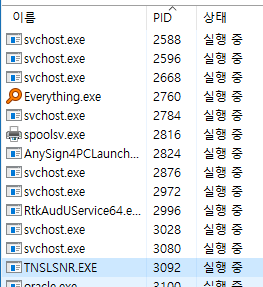 이름 PID 상태
svchost.exe 2588 실행 중
svchost.exe 2596 실행 중
svchost.exe 2668 실행 중
Everything.exe 2760 실행 중
svchost.exe 2784 실행 중
spoolsv.exe 2816 실행 중
AnySign4PCLaunch... 2824 실행 중
svchost.exe 2876 실행 중
svchost.exe 2972 실행 중
RtkAudUService64.e... 2996 실행 중
svchost.exe 3028 실행 중
svchost.exe 3080 실행 중
TNSLSNR.EXE 3092 실행 중
oracle.exe 3100 실행 중